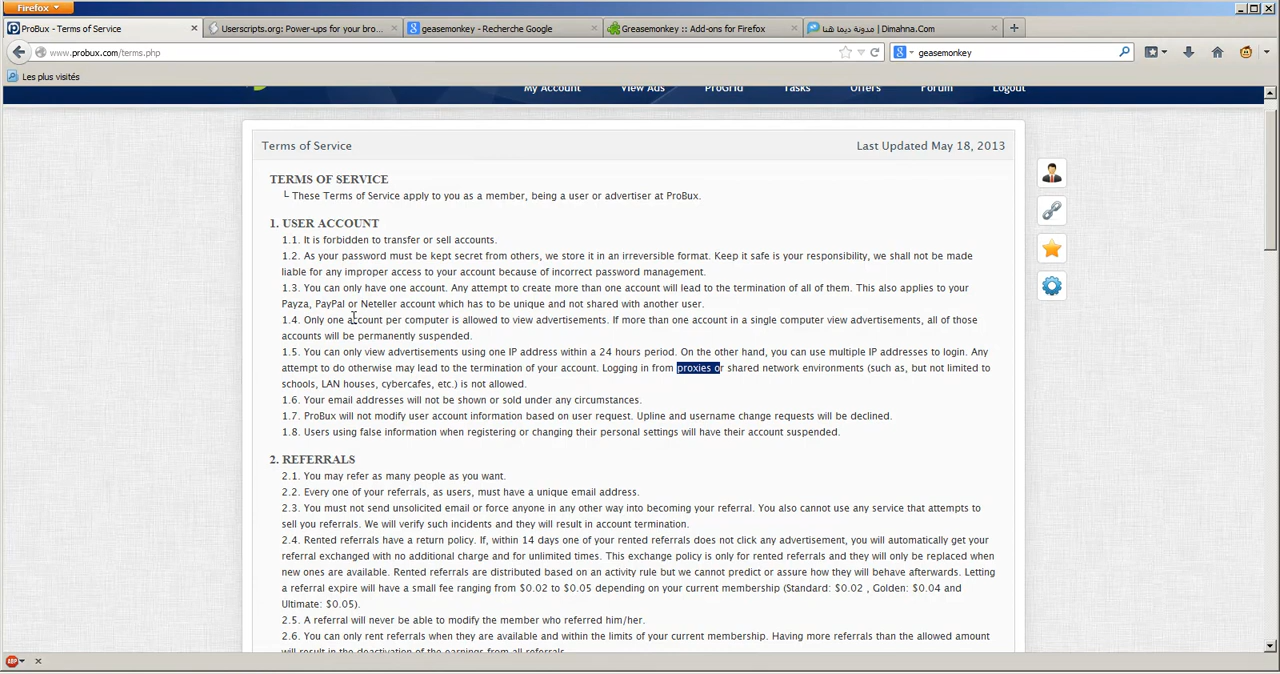 Firefox
ProBux - Terms of Service
Userscripts.org: Power-ups for your bro...
geasemonkey - Recherche Google
Greasemonkey :: Add-ons for Firefox
مدونة ديما هنا | Dimahna.Com
www.probux.com/terms.php
geasemonkey
Les plus visités
My Account View Ads ProGrid Tasks Offers Forum Logout
Terms of Service Last Updated May 18, 2013
TERMS OF SERVICE
└ These Terms of Service apply to you as a member, being a user or advertiser at ProBux.
1. USER ACCOUNT
1.1. It is forbidden to transfer or sell accounts.
1.2. As your password must be kept secret from others, we store it in an irreversible format. Keep it safe is your responsibility, we shall not be made
liable for any improper access to your account because of incorrect password management.
1.3. You can only have one account. Any attempt to create more than one account will lead to the termination of all of them. This also applies to your
Payza, PayPal or Neteller account which has to be unique and not shared with another user.
1.4. Only one account per computer is allowed to view advertisements. If more than one account in a single computer view advertisements, all of those
accounts will be permanently suspended.
1.5. You can only view advertisements using one IP address within a 24 hours period. On the other hand, you can use multiple IP addresses to login. Any
attempt to do otherwise may lead to the termination of your account. Logging in from proxies or shared network environments (such as, but not limited to
schools, LAN houses, cybercafes, etc.) is not allowed.
1.6. Your email addresses will not be shown or sold under any circumstances.
1.7. ProBux will not modify user account information based on user request. Upline and username change requests will be declined.
1.8. Users using false information when registering or changing their personal settings will have their account suspended.
2. REFERRALS
2.1. You may refer as many people as you want.
2.2. Every one of your referrals, as users, must have a unique email address.
2.3. You must not send unsolicited email or force anyone in any other way into becoming your referral. You also cannot use any service that attempts to
sell you referrals. We will verify such incidents and they will result in account termination.
2.4. Rented referrals have a return policy. If, within 14 days one of your rented referrals does not click any advertisement, you will automatically get your
referral exchanged with no additional charge and for unlimited times. This exchange policy is only for rented referrals and they will only be replaced when
new ones are available. Rented referrals are distributed based on an activity rule but we cannot predict or assure how they will behave afterwards. Letting
a referral expire will have a small fee ranging from $0.02 to $0.05 depending on your current membership (Standard: $0.02 , Golden: $0.04 and
Ultimate: $0.05).
2.5. A referral will never be able to modify the member who referred him/her.
2.6. You can only rent referrals when they are available and within the limits of your current membership. Having more referrals than the allowed amount
will result in the deactivation of the earnings from all referrals.
ABP